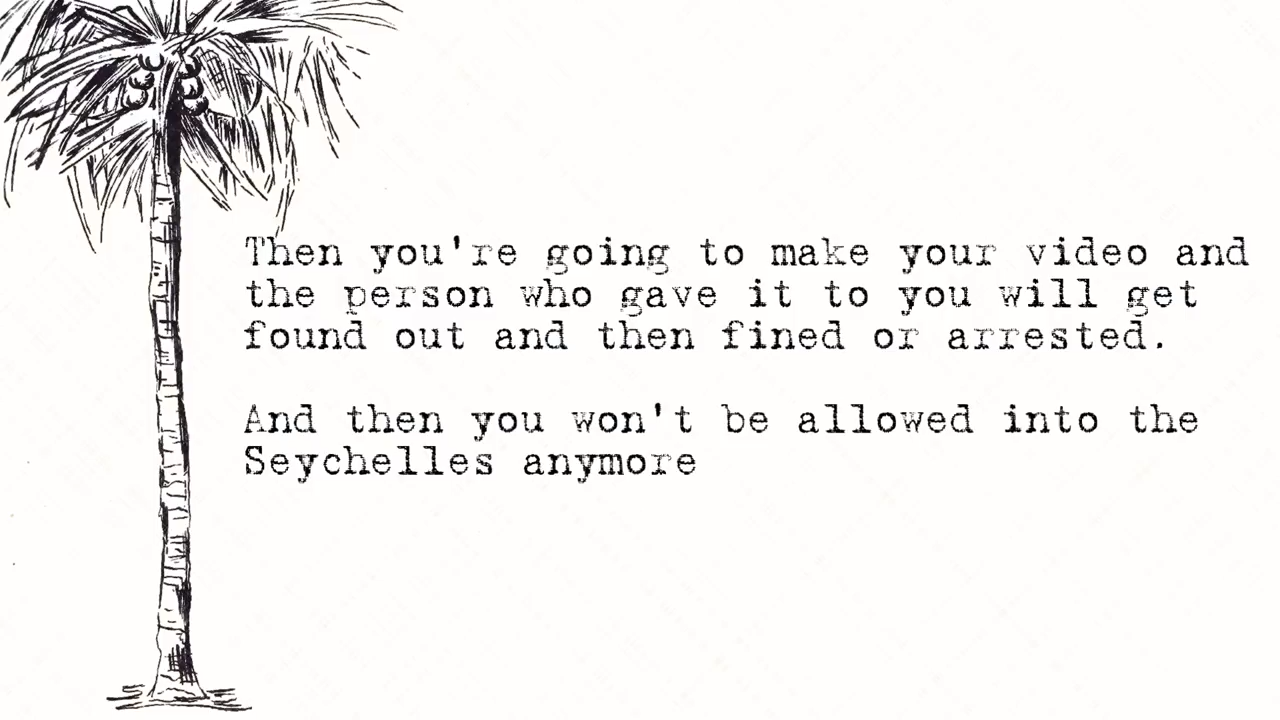 Then you're going to make your video and
the person who gave it to you will get
found out and then fined or arrested.
And then you won't be allowed into the
Seychelles anymore